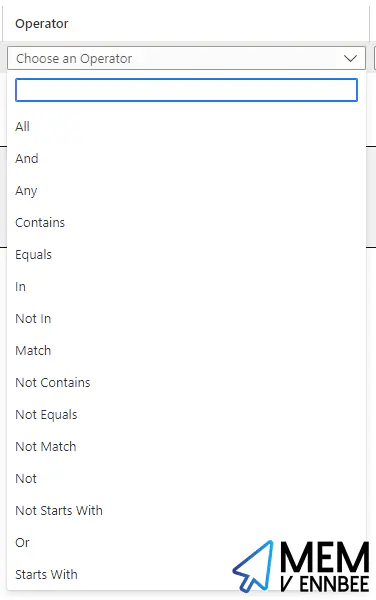 Operator
Choose an Operator
All
And
Any
Contains
Equals
In
Not In
Match
Not Contains
Not Equals
Not Match
Not
Not Starts With
Or
Starts With
MEM
V ENNBEE